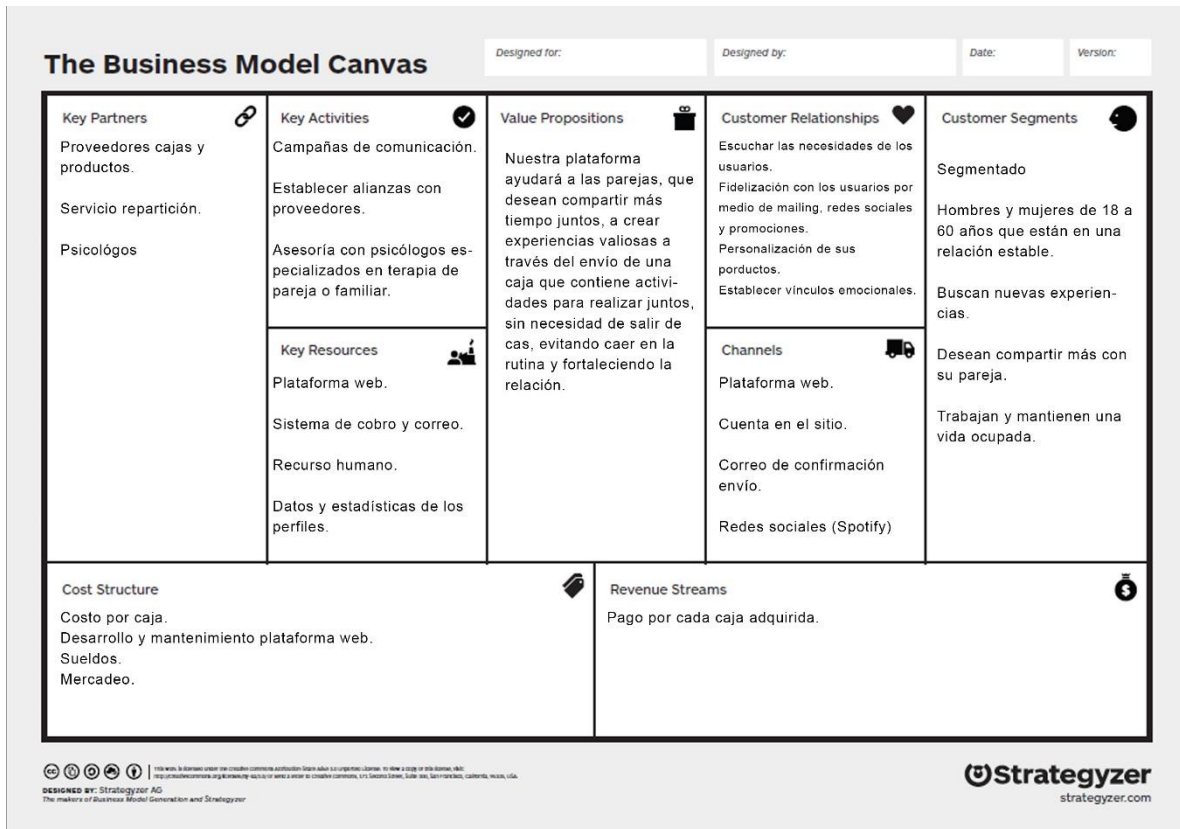 The Business Model Canvas
Designed for:
Designed by:
Date:
Version:
Key Partners
Proveedores cajas y
productos.
Servicio repartición.
Psicológos
Key Activities
Campañas de comunicación.
Establecer alianzas con
proveedores.
Asesoría con psicólogos es-
pecializados en terapia de
pareja o familiar.
Key Resources
Plataforma web.
Sistema de cobro y correo.
Recurso humano.
Datos y estadísticas de los
perfiles.
Value Propositions
Nuestra plataforma
ayudará a las parejas, que
desean compartir más
tiempo juntos, a crear
experiencias valiosas a
través del envío de una
caja que contiene activi-
dades para realizar juntos,
sin necesidad de salir de
cas, evitando caer en la
rutina y fortaleciendo la
relación.
Customer Relationships
Escuchar las necesidades de los
usuarios.
Fidelización con los usuarios por
medio de mailing, redes sociales
y promociones.
Personalización de sus
porductos.
Establecer vínculos emocionales.
Channels
Plataforma web.
Cuenta en el sitio.
Correo de confirmación
envío.
Redes sociales (Spotify)
Customer Segments
Segmentado
Hombres y mujeres de 18 a
60 años que están en una
relación estable.
Buscan nuevas experien-
cias.
Desean compartir más con
su pareja.
Trabajan y mantienen una
vida ocupada.
Cost Structure
Costo por caja.
Desarrollo y mantenimiento plataforma web.
Sueldos.
Mercadeo.
Revenue Streams
Pago por cada caja adquirida.
DESIGNED BY: Strategyzer AG
The makers of Business Model Generation and Strategyzer
Strategyzer
strategyzer.com